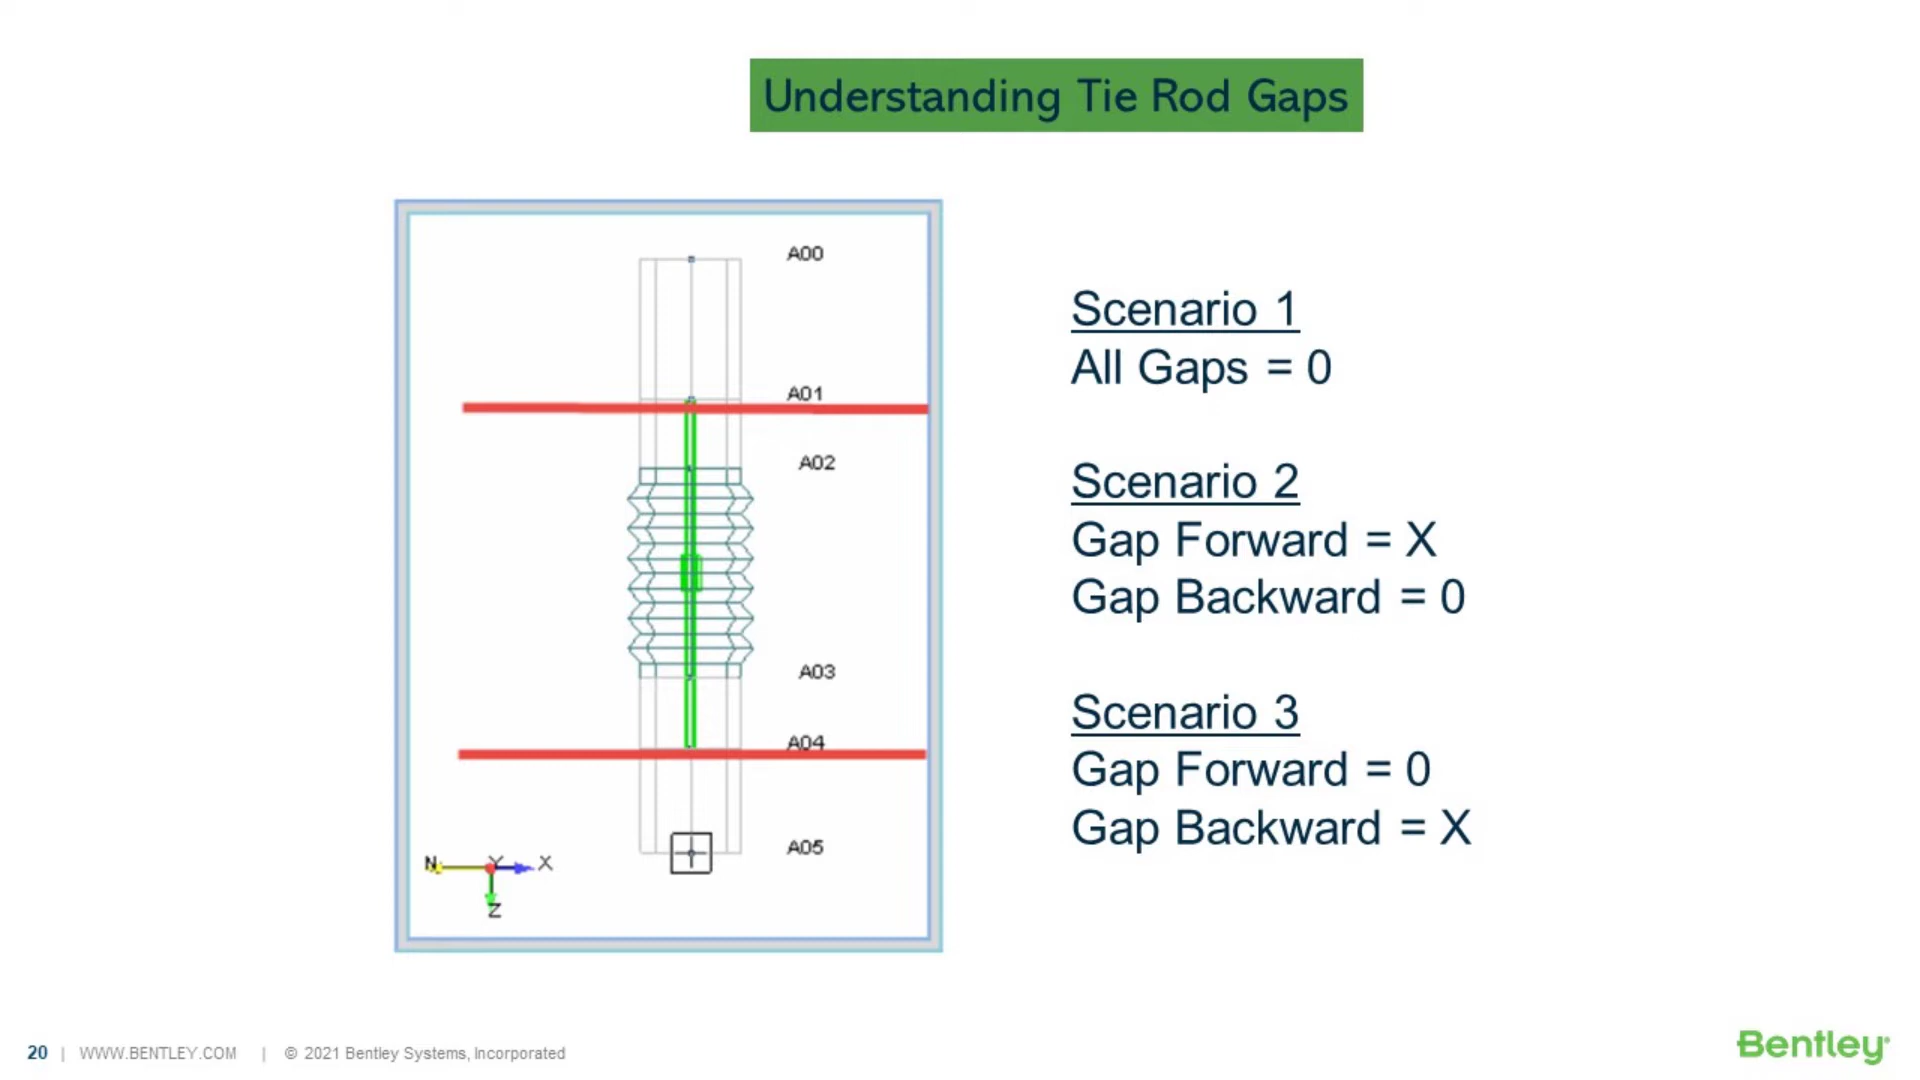 Understanding Tie Rod Gaps
A00
A01
A02
A03
A04
A05
N Y X
Z
Scenario 1
All Gaps = 0
Scenario 2
Gap Forward = X
Gap Backward = 0
Scenario 3
Gap Forward = 0
Gap Backward = X
20 | WWW.BENTLEY.COM | © 2021 Bentley Systems, Incorporated
Bentley®